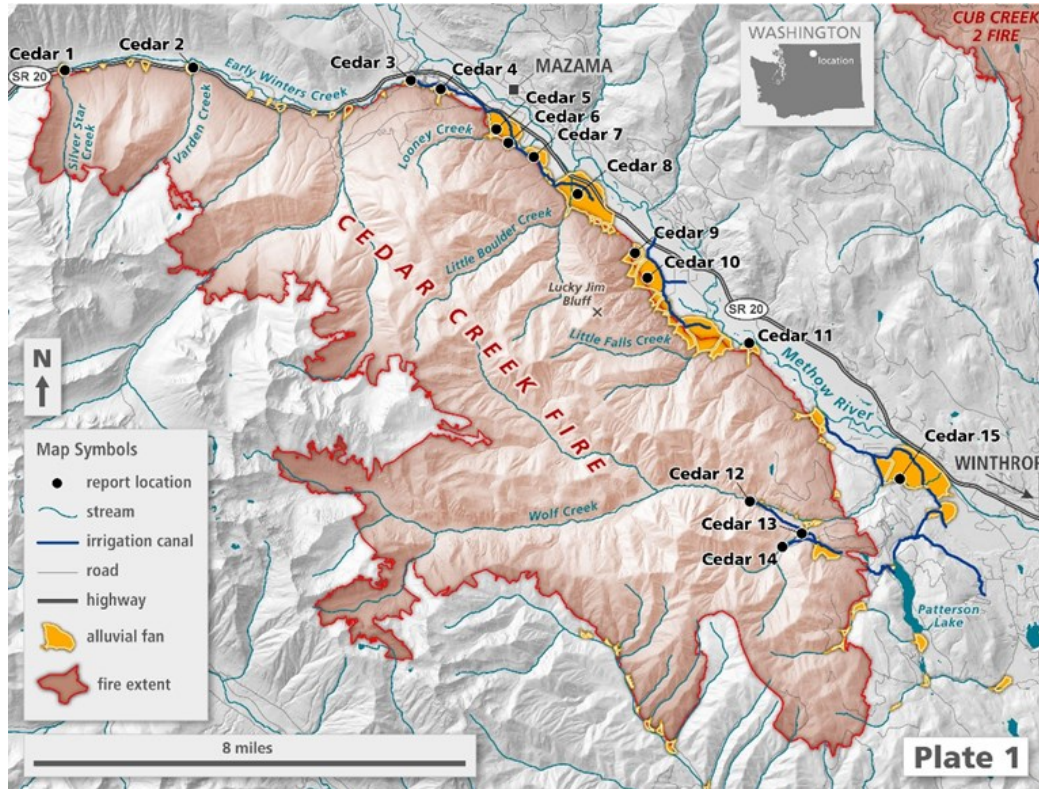 WASHINGTON
location
CUB CREEK
2 FIRE
Cedar 1
SR 20
Cedar 2
Early Winters Creek
Cedar 3
Cedar 4
MAZAMA
Cedar 5
Cedar 6
Cedar 7
Cedar 8
Silver Star
Creek
Varden Creek
Looney Creek
Little Boulder Creek
Cedar 9
Cedar 10
CEDAR CREEK FIRE
Lucky Jim
Bluff
SR 20
Little Falls Creek
Cedar 11
Methow River
N
Cedar 15
WINTHROP
Cedar 12
Wolf Creek
Cedar 13
Cedar 14
Patterson
Lake
Map Symbols
report location
stream
irrigation canal
road
highway
alluvial fan
fire extent
8 miles
Plate 1